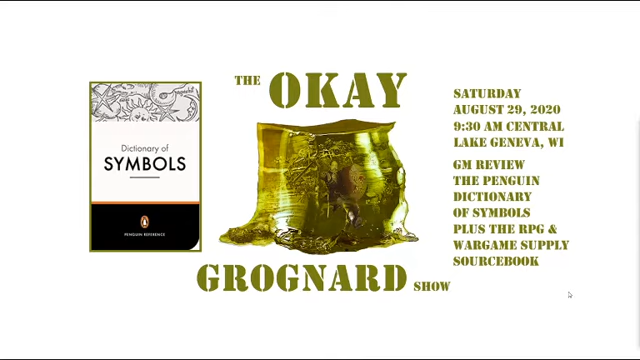 Dictionary of
SYMBOLS
PENGUIN REFERENCE
THE OKAY
GROGNARD SHOW
SATURDAY
AUGUST 29, 2020
9:30 AM CENTRAL
LAKE GENEVA, WI
GM REVIEW
THE PENGUIN
DICTIONARY
OF SYMBOLS
PLUS THE RPG &
WARGAME SUPPLY
SOURCEBOOK